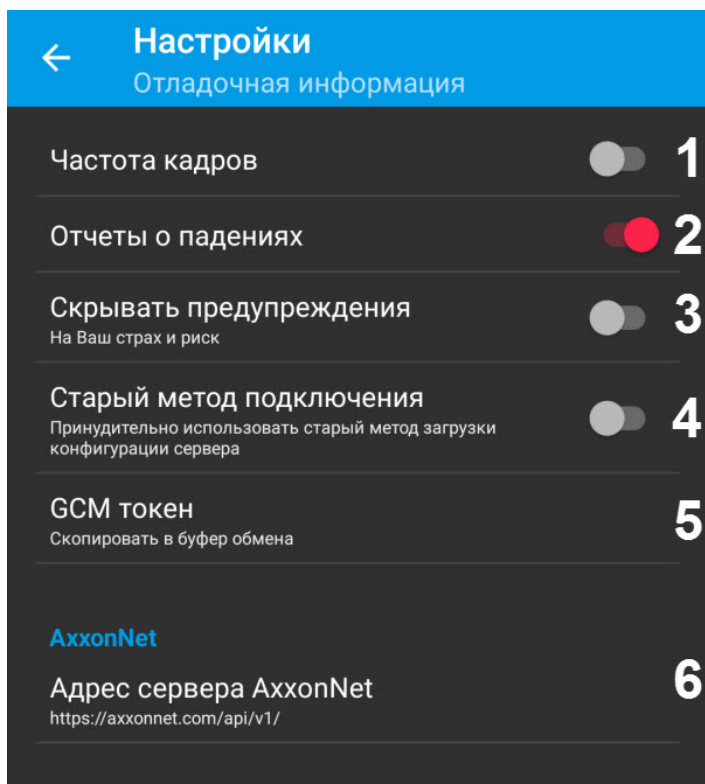 Настройки
Отладочная информация
Частота кадров 1
Отчеты о падениях 2
Скрывать предупреждения 3
На Ваш страх и риск
Старый метод подключения 4
Принудительно использовать старый метод загрузки
конфигурации сервера
GCM токен 5
Скопировать в буфер обмена
AxxonNet
Адрес сервера AxxonNet 6
https://axxonnet.com/api/v1/